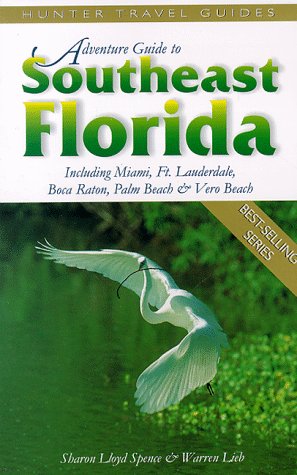 HUNTER TRAVEL GUIDES
Adventure Guide to
Southeast
Florida
Including Miami, Ft. Lauderdale,
Boca Raton, Palm Beach & Vero Beach
BEST-SELLING
SERIES
Sharon Lloyd Spence & Warren Lieb